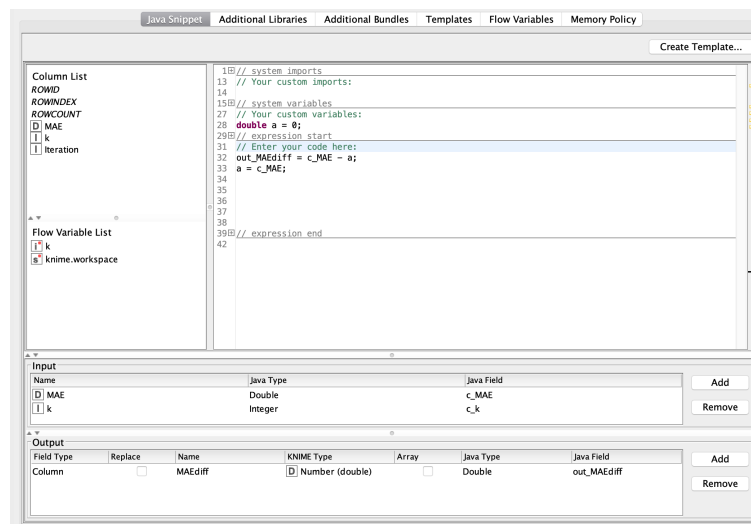 Java Snippet Additional Libraries Additional Bundles Templates Flow Variables Memory Policy
Create Template...
Column List
ROWID
ROWINDEX
ROWCOUNT
D MAE
I k
I Iteration
Flow Variable List
i k
s knime.workspace
1 // system imports
13 // Your custom imports:
14
15 // system variables
27 // Your custom variables:
28 double a = 0;
29 // expression start
31 // Enter your code here:
32 out_MAEdiff = c_MAE - a;
33 a = c_MAE;
34
35
36
37
38
39 // expression end
42
Input
Name Java Type Java Field
D MAE Double c_MAE
I k Integer c_k
Add
Remove
Output
Field Type Replace Name KNIME Type Array Java Type Java Field
Column MAEdiff D Number (double) Double out_MAEdiff
Add
Remove